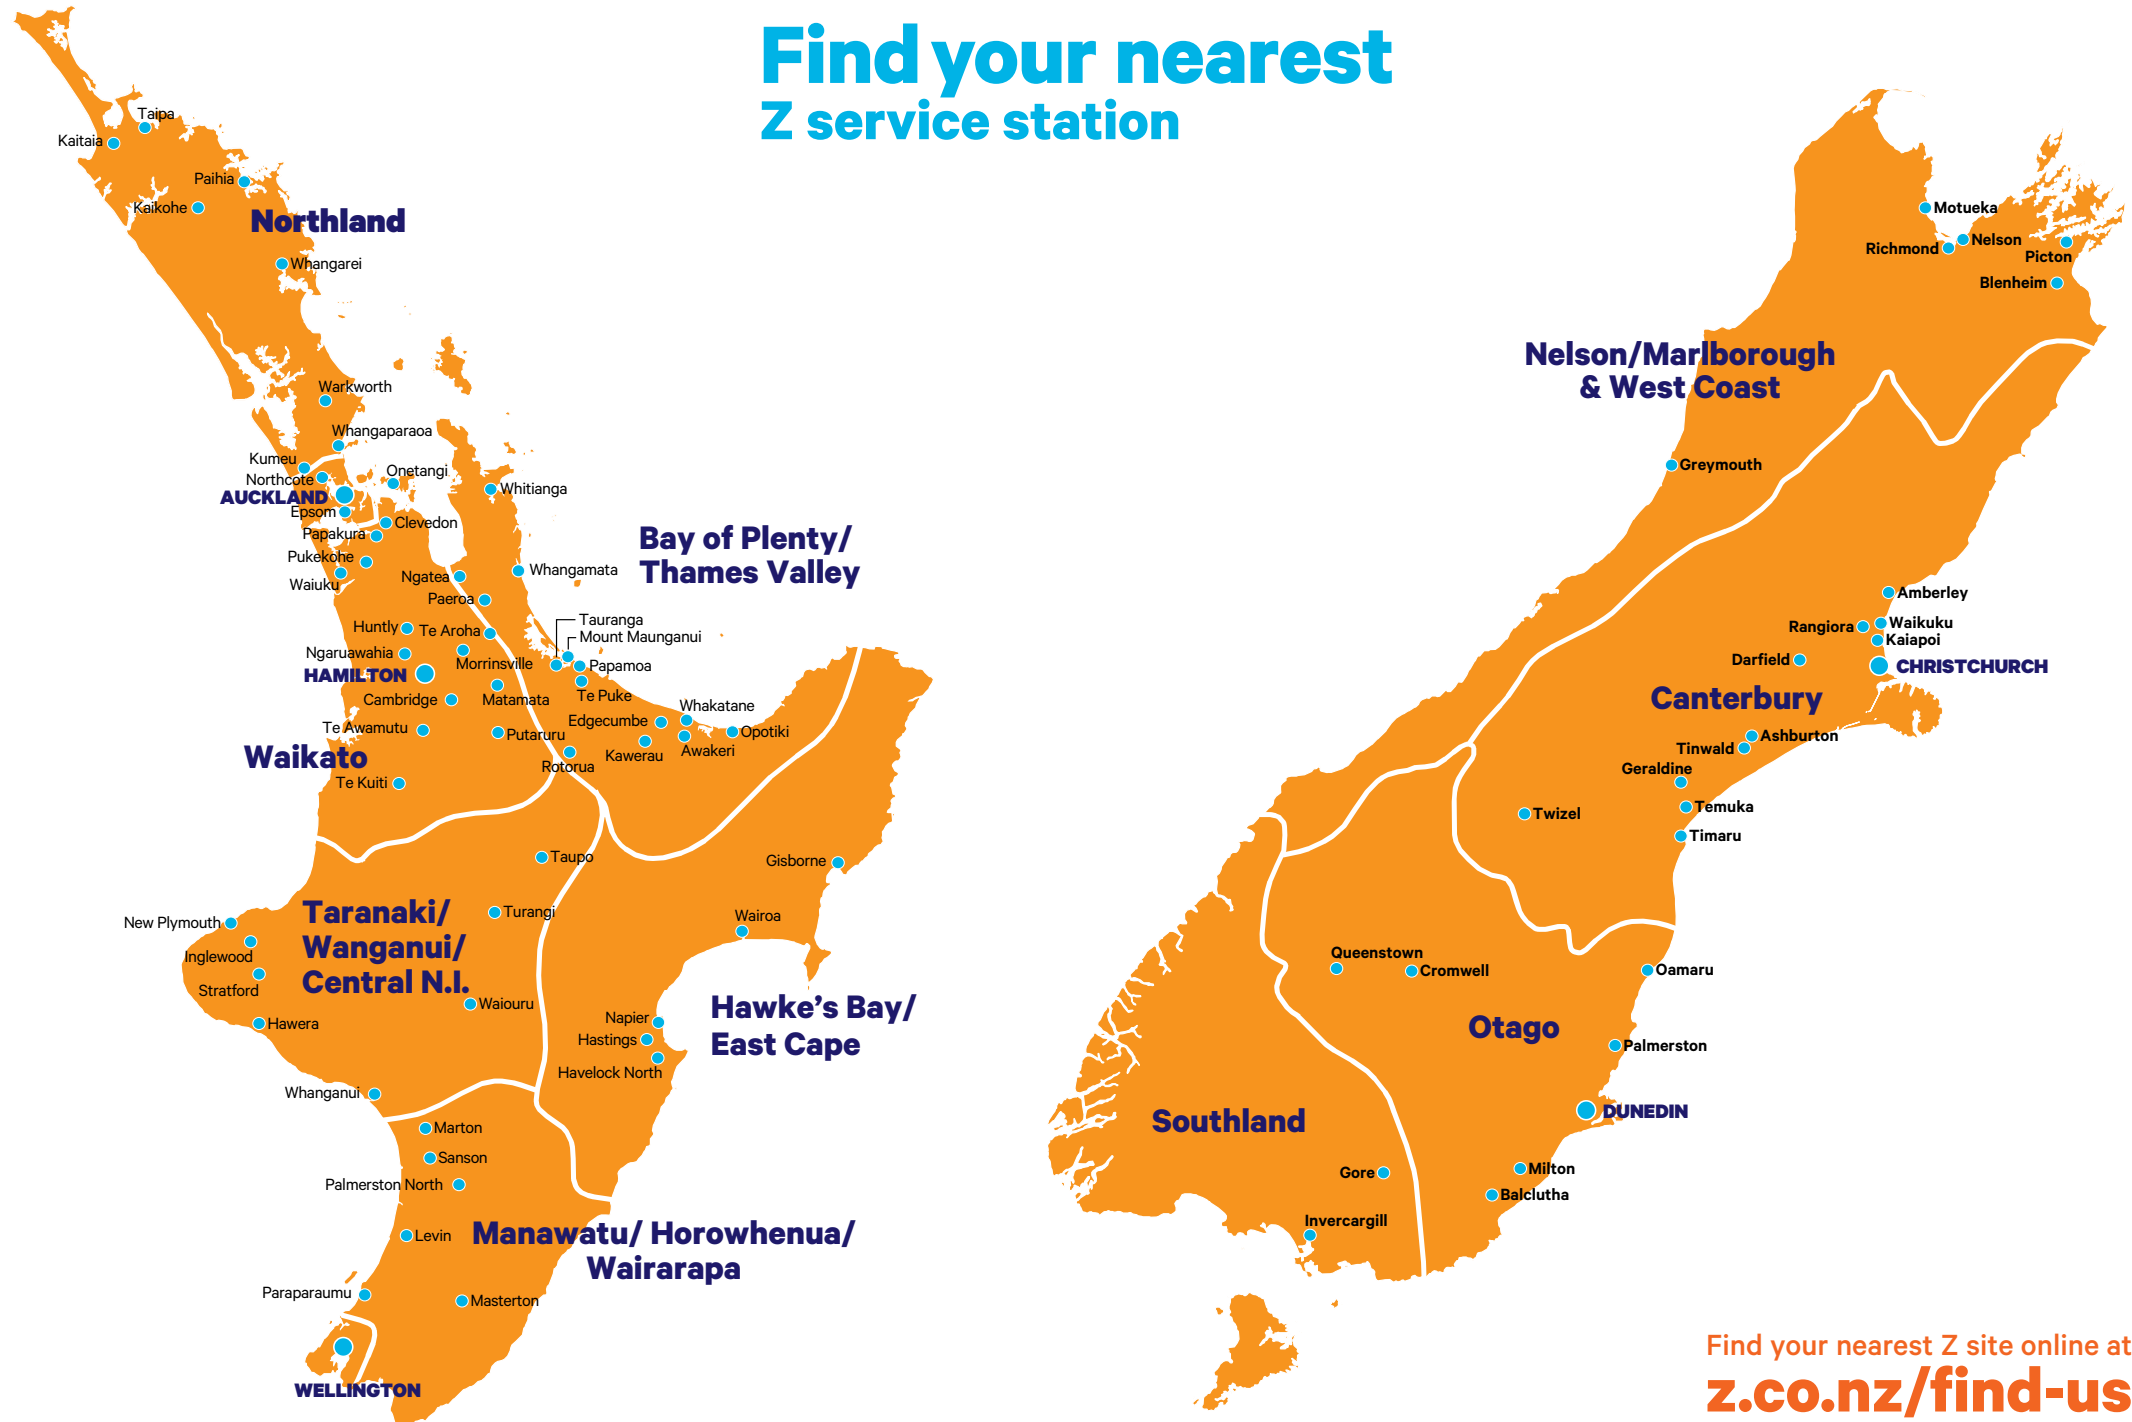 Find your nearest
Z service station
Taipa
Kaitaia
Paihia
Kaikohe
Northland
Whangarei
Warkworth
Whangaparaoa
Kumeu
Onetangi
Northcote
AUCKLAND
Whitianga
Epsom
Clevedon
Papakura
Bay of Plenty/
Thames Valley
Pukekohe
Waiuku
Ngatea
Whangamata
Paeroa
Tauranga
Huntly
Te Aroha
Mount Maunganui
Ngaruawahia
Morrinsville
Papamoa
HAMILTON
Te Puke
Cambridge
Matamata
Whakatane
Edgecumbe
Te Awamutu
Putaruru
Opotiki
Kawerau
Awakeri
Waikato
Rotorua
Te Kuiti
Taupo
Gisborne
Taranaki/
Wanganui/
Central N.I.
Turangi
Wairoa
New Plymouth
Inglewood
Stratford
Waiouru
Hawke’s Bay/
East Cape
Napier
Hawera
Hastings
Havelock North
Whanganui
Marton
Sanson
Palmerston North
Levin
Manawatu/ Horowhenua/
Wairarapa
Paraparaumu
Masterton
WELLINGTON
Motueka
Nelson
Richmond
Picton
Blenheim
Nelson/Marlborough
& West Coast
Greymouth
Amberley
Waikuku
Rangiora
Kaiapoi
Darfield
CHRISTCHURCH
Canterbury
Ashburton
Tinwald
Geraldine
Temuka
Twizel
Timaru
Queenstown
Cromwell
Oamaru
Otago
Palmerston
DUNEDIN
Southland
Milton
Gore
Balclutha
Invercargill
Find your nearest Z site online at
z.co.nz/find-us